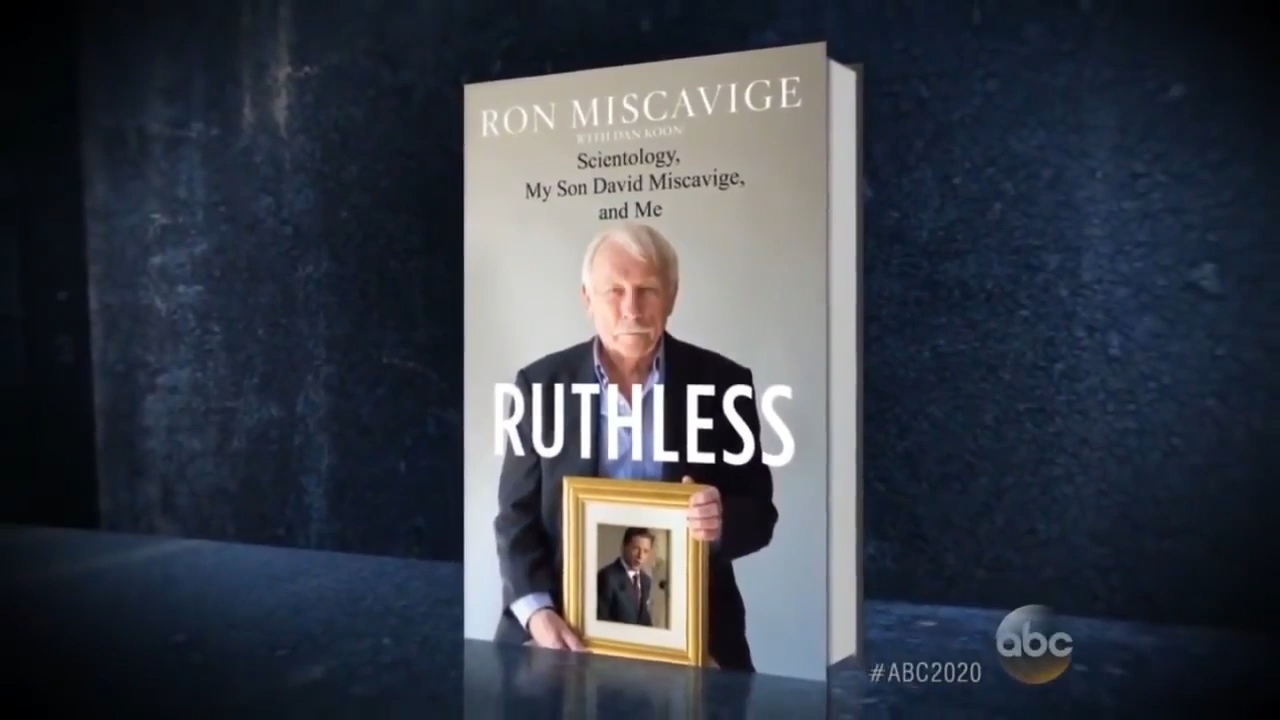 RON MISCAVIGE
WITH DAN KOON
Scientology,
My Son David Miscavige,
and Me
RUTHLESS
abc
#ABC2020